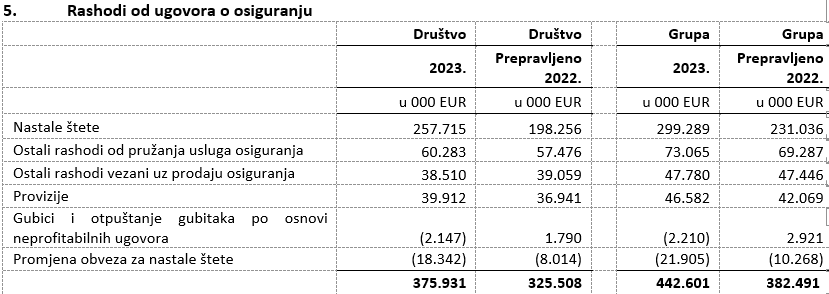 5. Rashodi od ugovora o osiguranju
Društvo Društvo Grupa Grupa
2023. Prepravljeno 2022. 2023. Prepravljeno 2022.
u 000 EUR u 000 EUR u 000 EUR u 000 EUR
Nastale štete 257.715 198.256 299.289 231.036
Ostali rashodi od pružanja usluga osiguranja 60.283 57.476 73.065 69.287
Ostali rashodi vezani uz prodaju osiguranja 38.510 39.059 47.780 47.446
Provizije 39.912 36.941 46.582 42.069
Gubici i otpuštanje gubitaka po osnovi
neprofitabilnih ugovora (2.147) 1.790 (2.210) 2.921
Promjena obveza za nastale štete (18.342) (8.014) (21.905) (10.268)
375.931 325.508 442.601 382.491